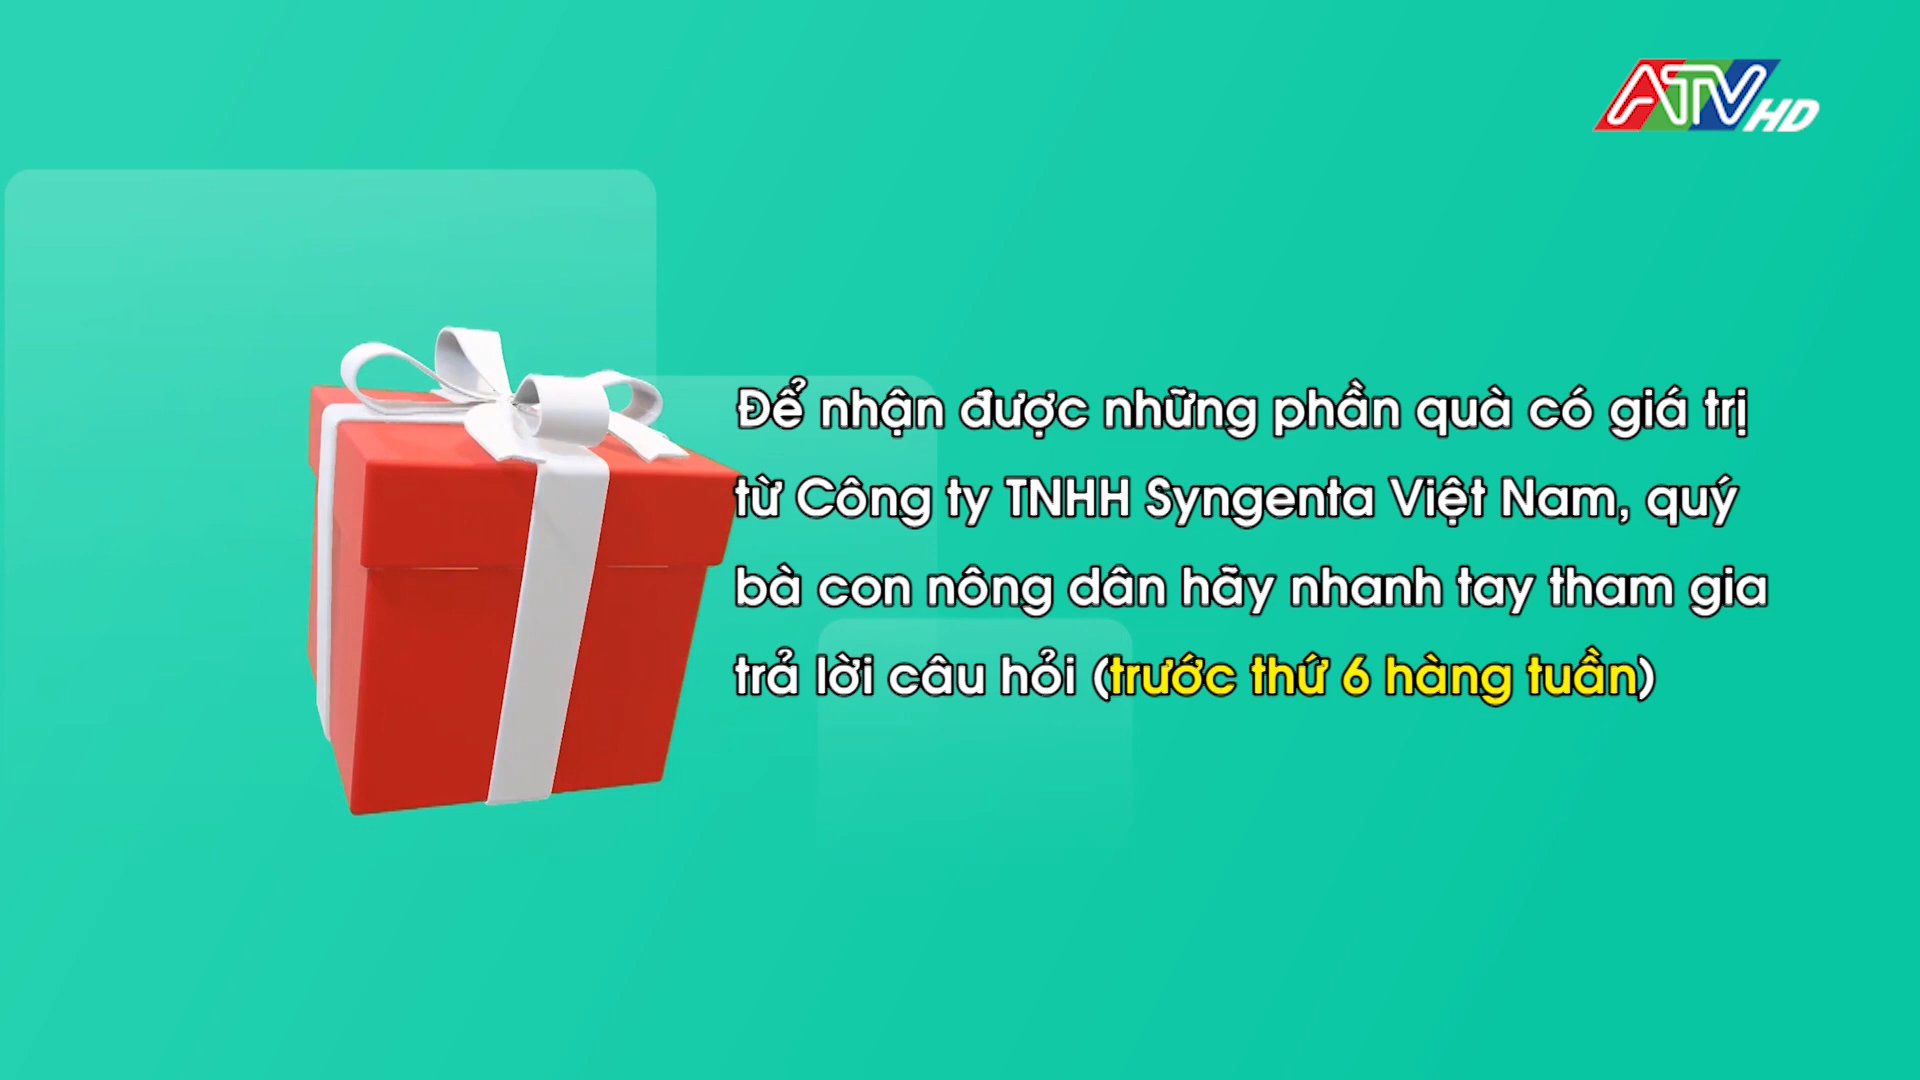 ATV HD
Để nhận được những phần quà có giá trị
từ Công ty TNHH Syngenta Việt Nam, quý
bà con nông dân hãy nhanh tay tham gia
trả lời câu hỏi (trước thứ 6 hàng tuần)